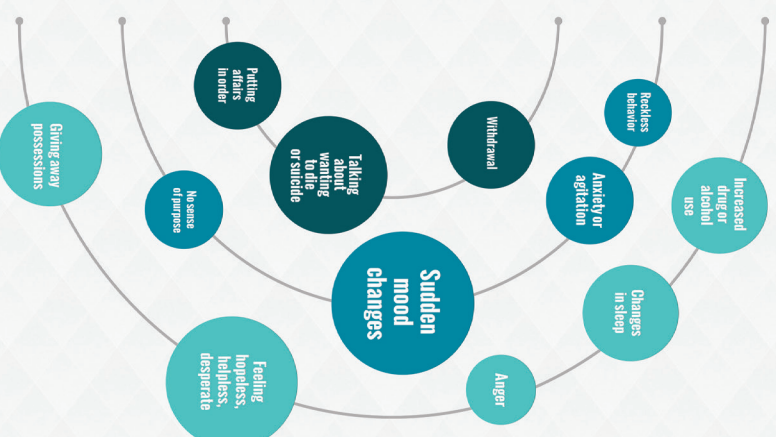 Putting
affairs
in order
Talking
about
wanting
to die
or suicide
Withdrawal
Reckless
behavior
Anxiety or
agitation
Sudden
mood
changes
No sense
of purpose
Giving away
possessions
Feeling
hopeless,
helpless,
desperate
Anger
Changes
in sleep
Increased
drug or
alcohol
use